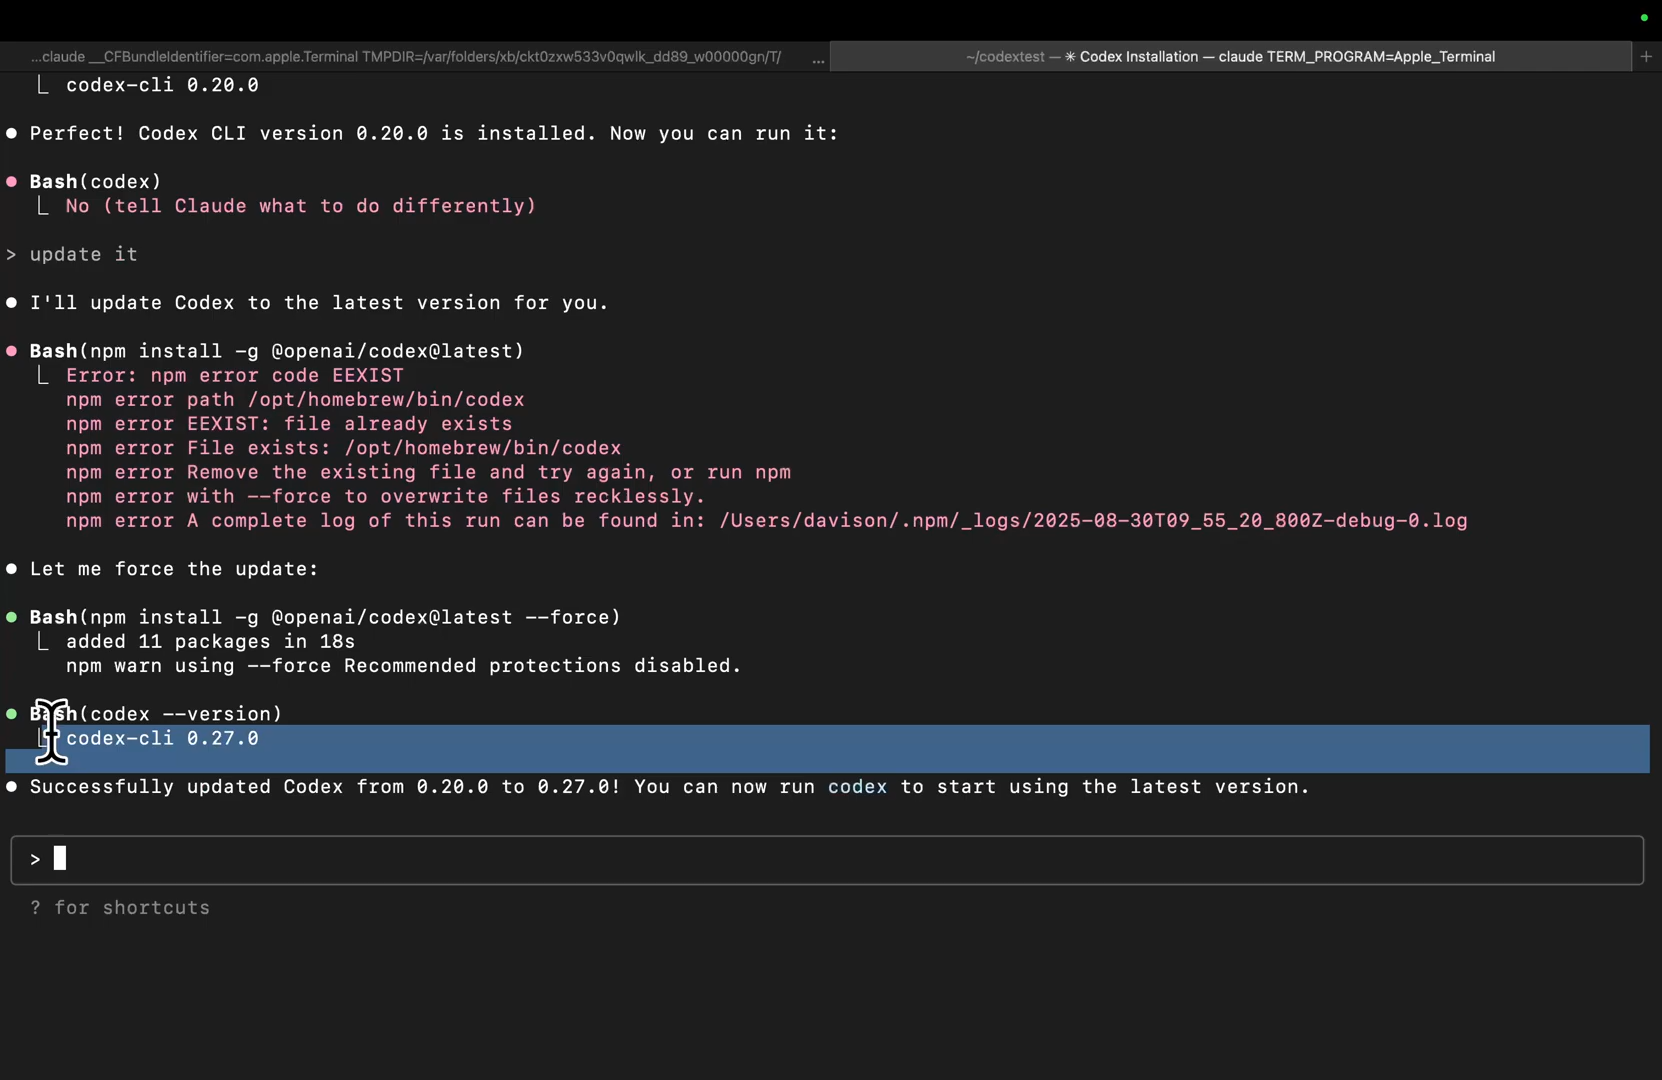 ...claude __CFBundleIdentifier=com.apple.Terminal TMPDIR=/var/folders/xb/ckt0zxw533v0qwlk_dd89_w00000gn/T/ ...
~/codextest — ✳ Codex Installation — claude TERM_PROGRAM=Apple_Terminal +
⎿ codex-cli 0.20.0
● Perfect! Codex CLI version 0.20.0 is installed. Now you can run it:
● Bash(codex)
⎿ No (tell Claude what to do differently)
> update it
● I'll update Codex to the latest version for you.
● Bash(npm install -g @openai/codex@latest)
⎿ Error: npm error code EEXIST
npm error path /opt/homebrew/bin/codex
npm error EEXIST: file already exists
npm error File exists: /opt/homebrew/bin/codex
npm error Remove the existing file and try again, or run npm
npm error with --force to overwrite files recklessly.
npm error A complete log of this run can be found in: /Users/davison/.npm/_logs/2025-08-30T09_55_20_800Z-debug-0.log
● Let me force the update:
● Bash(npm install -g @openai/codex@latest --force)
⎿ added 11 packages in 18s
npm warn using --force Recommended protections disabled.
● Bash(codex --version)
⎿ codex-cli 0.27.0
● Successfully updated Codex from 0.20.0 to 0.27.0! You can now run codex to start using the latest version.
>
? for shortcuts